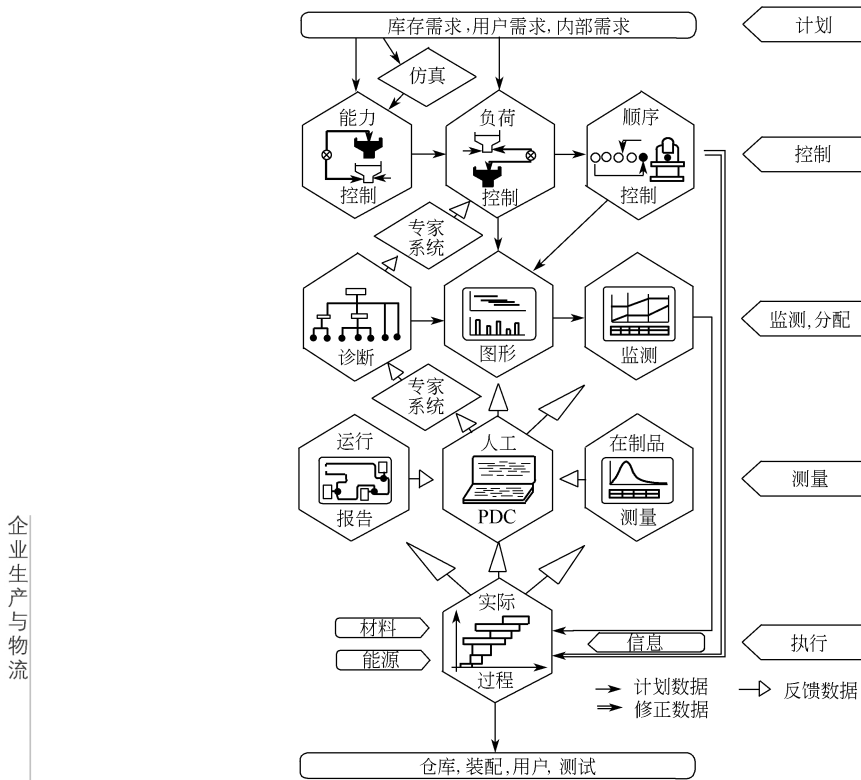 库存需求,用户需求,内部需求
计划
仿真
能力
控制
负荷
控制
顺序
控制
控制
专家
系统
诊断
图形
监测
监测,分配
专家
系统
运行
报告
人工
PDC
在制品
测量
测量
企业生产与物流
实际
过程
材料
能源
信息
执行
计划数据
修正数据
反馈数据
仓库,装配,用户,测试